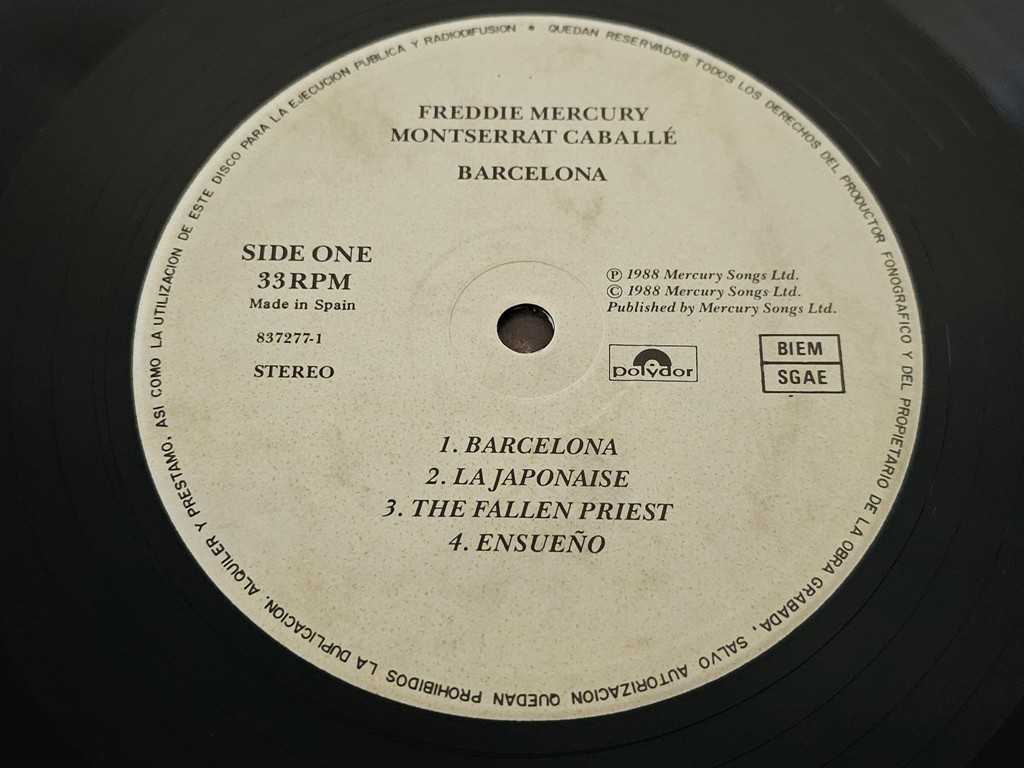 QUEDAN RESERVADOS TODOS LOS DERECHOS DEL PRODUCTOR FONOGRAFICO Y DEL PROPIETARIO DE LA OBRA GRABADA. SALVO AUTORIZACION QUEDAN PROHIBIDOS LA DUPLICACION, ALQUILER Y PRESTAMO, ASI COMO LA UTILIZACION DE ESTE DISCO PARA LA EJECUCION PUBLICA Y RADIODIFUSION *
FREDDIE MERCURY
MONTSERRAT CABALLÉ
BARCELONA
SIDE ONE
33RPM
Made in Spain
837277-1
STEREO
℗ 1988 Mercury Songs Ltd.
© 1988 Mercury Songs Ltd.
Published by Mercury Songs Ltd.
polydor
BIEM
SGAE
1. BARCELONA
2. LA JAPONAISE
3. THE FALLEN PRIEST
4. ENSUEÑO